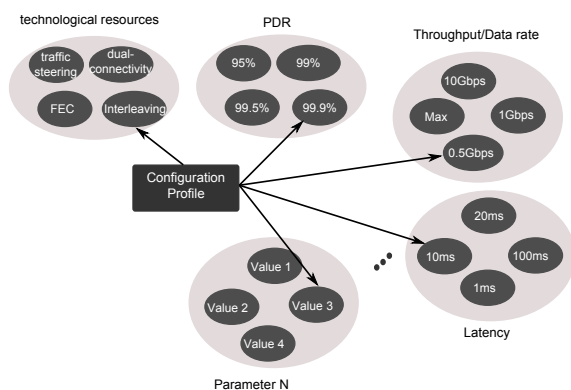 technological resources
traffic
steering
dual-
connectivity
FEC
Interleaving
PDR
95%
99%
99.5%
99.9%
Throughput/Data rate
10Gbps
Max
1Gbps
0.5Gbps
Configuration
Profile
20ms
10ms
100ms
1ms
Latency
Value 1
Value 2
Value 3
Value 4
Parameter N